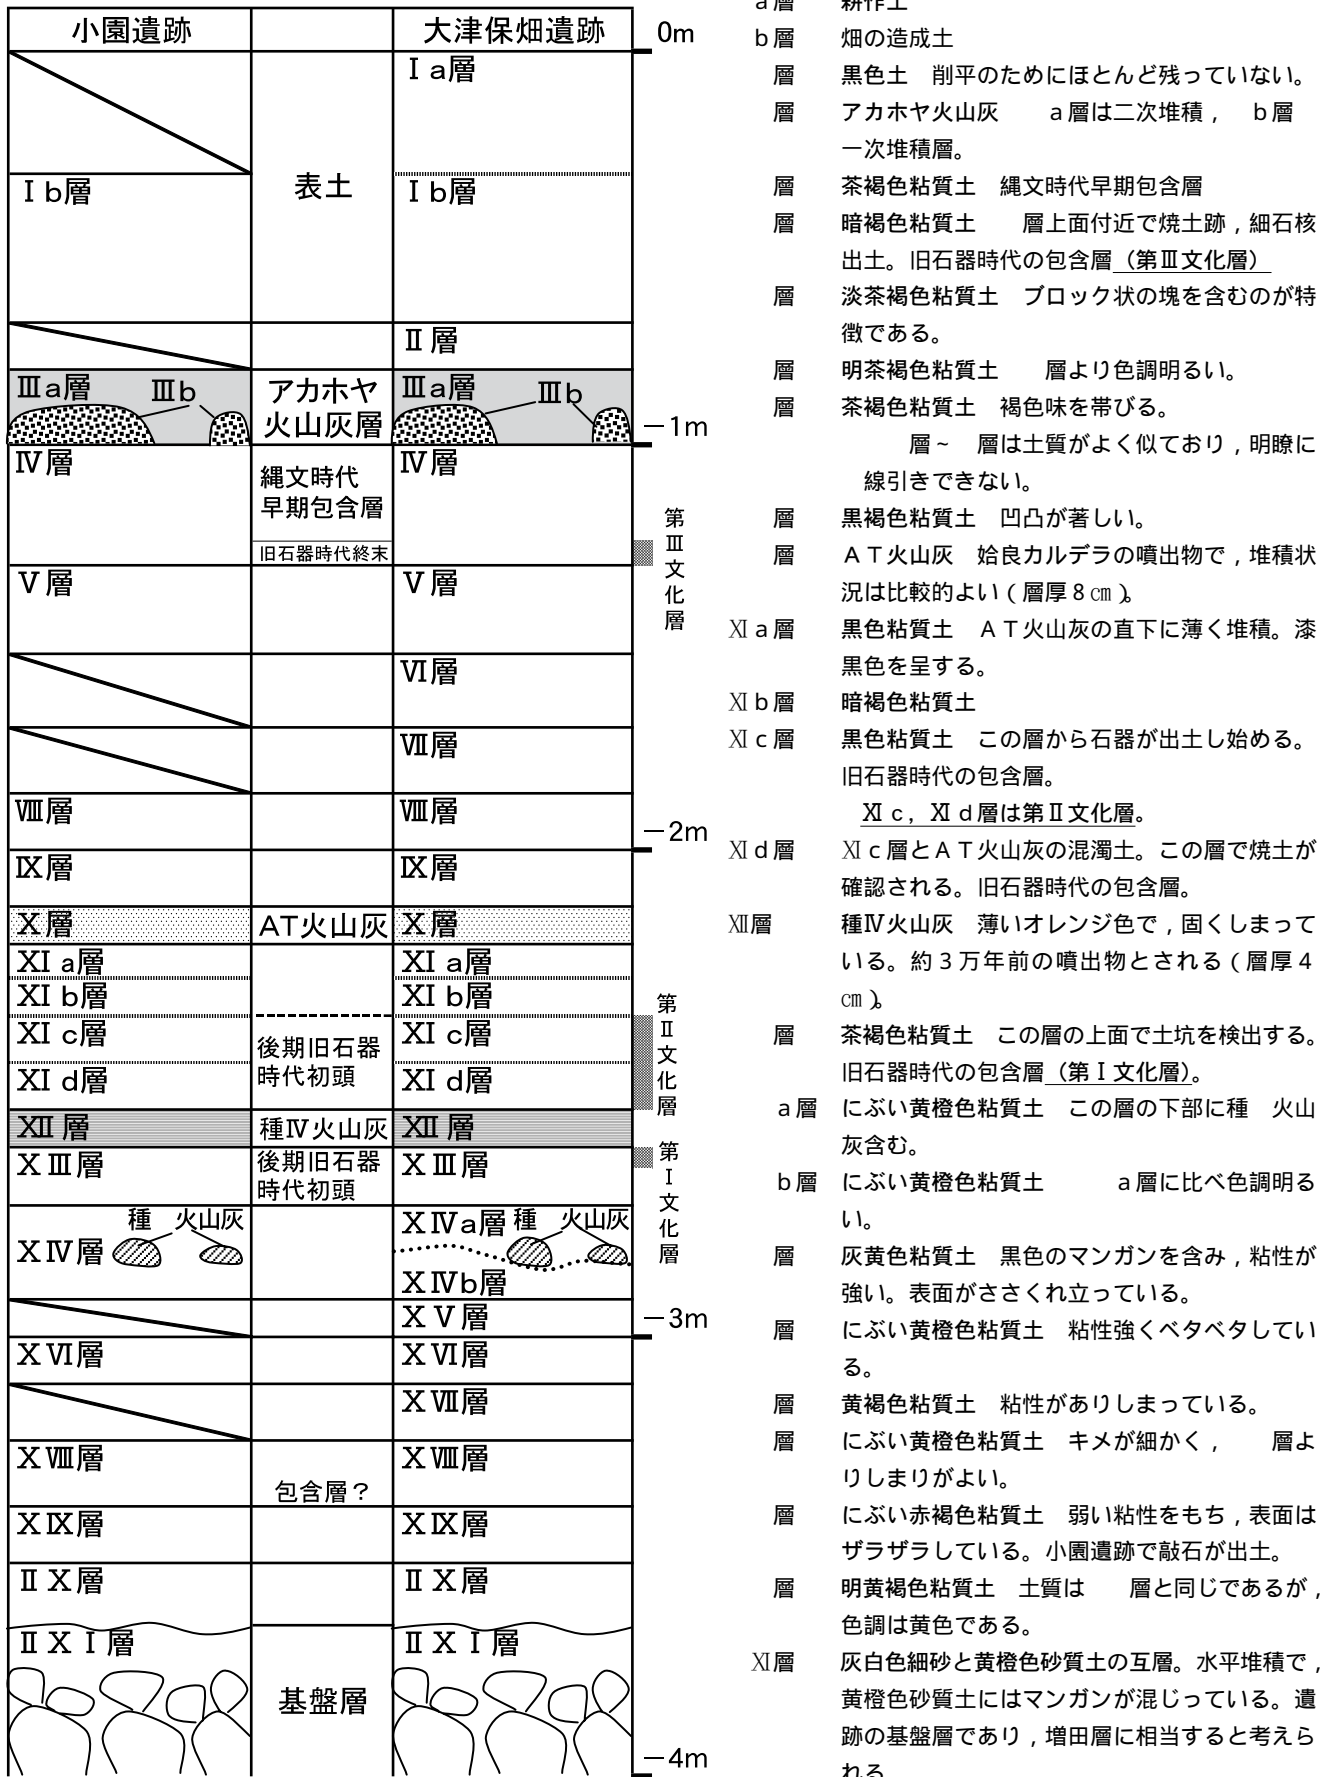 小園遺跡
大津保畑遺跡
0m
Ⅰa層
表土
Ⅰb層
Ⅰb層
Ⅱ層
Ⅲa層
Ⅲb
アカホヤ
火山灰層
Ⅲa層
Ⅲb
－1m
Ⅳ層
縄文時代
早期包含層
旧石器時代終末
Ⅳ層
第Ⅲ文化層
Ⅴ層
Ⅴ層
Ⅵ層
Ⅶ層
Ⅷ層
Ⅷ層
－2m
Ⅸ層
Ⅸ層
Ⅹ層
AT火山灰
Ⅹ層
ⅩⅠa層
ⅩⅠa層
ⅩⅠb層
ⅩⅠb層
ⅩⅠc層
後期旧石器
時代初頭
ⅩⅠc層
第Ⅱ文化層
ⅩⅠd層
ⅩⅠd層
ⅩⅡ層
種Ⅳ火山灰
ⅩⅡ層
ⅩⅢ層
後期旧石器
時代初頭
ⅩⅢ層
第Ⅰ文化層
種　火山灰
ⅩⅣ層
ⅩⅣa層
種　火山灰
ⅩⅣb層
ⅩⅤ層
－3m
ⅩⅥ層
ⅩⅥ層
ⅩⅦ層
ⅩⅧ層
包含層？
ⅩⅧ層
ⅩⅨ層
ⅩⅨ層
ⅡⅩ層
ⅡⅩ層
ⅡⅩⅠ層
基盤層
ⅡⅩⅠ層
－4m
a層　耕作土
b層　畑の造成土
層　黒色土　削平のためにほとんど残っていない。
層　アカホヤ火山灰　　a層は二次堆積，　b層
一次堆積層。
層　茶褐色粘質土　縄文時代早期包含層
層　暗褐色粘質土　　層上面付近で焼土跡，細石核
出土。旧石器時代の包含層（第Ⅲ文化層）
層　淡茶褐色粘質土　ブロック状の塊を含むのが特
徴である。
層　明茶褐色粘質土　　層より色調明るい。
層　茶褐色粘質土　褐色味を帯びる。
層～　層は土質がよく似ており，明瞭に
線引きできない。
層　黒褐色粘質土　凹凸が著しい。
層　ＡＴ火山灰　姶良カルデラの噴出物で，堆積状
況は比較的よい（層厚8㎝）。
Ⅺa層　黒色粘質土　ＡＴ火山灰の直下に薄く堆積。漆
黒色を呈する。
Ⅺb層　暗褐色粘質土
Ⅺc層　黒色粘質土　この層から石器が出土し始める。
旧石器時代の包含層。
Ⅺc，Ⅺd層は第Ⅱ文化層。
Ⅺd層　Ⅺc層とＡＴ火山灰の混濁土。この層で焼土が
確認される。旧石器時代の包含層。
Ⅻ層　種Ⅳ火山灰　薄いオレンジ色で，固くしまって
いる。約3万年前の噴出物とされる（層厚4
㎝）。
層　茶褐色粘質土　この層の上面で土坑を検出する。
旧石器時代の包含層（第Ⅰ文化層）。
a層　にぶい黄橙色粘質土　この層の下部に種　火山
灰含む。
b層　にぶい黄橙色粘質土　　　a層に比べ色調明る
い。
層　灰黄色粘質土　黒色のマンガンを含み，粘性が
強い。表面がささくれ立っている。
層　にぶい黄橙色粘質土　粘性強くベタベタしてい
る。
層　黄褐色粘質土　粘性がありしまっている。
層　にぶい黄橙色粘質土　キメが細かく，　　層よ
りしまりがよい。
層　にぶい赤褐色粘質土　弱い粘性をもち，表面は
ザラザラしている。小園遺跡で敲石が出土。
層　明黄褐色粘質土　土質は　　層と同じであるが，
色調は黄色である。
Ⅺ層　灰白色細砂と黄橙色砂質土の互層。水平堆積で，
黄橙色砂質土にはマンガンが混じっている。遺
跡の基盤層であり，増田層に相当すると考えら
れる